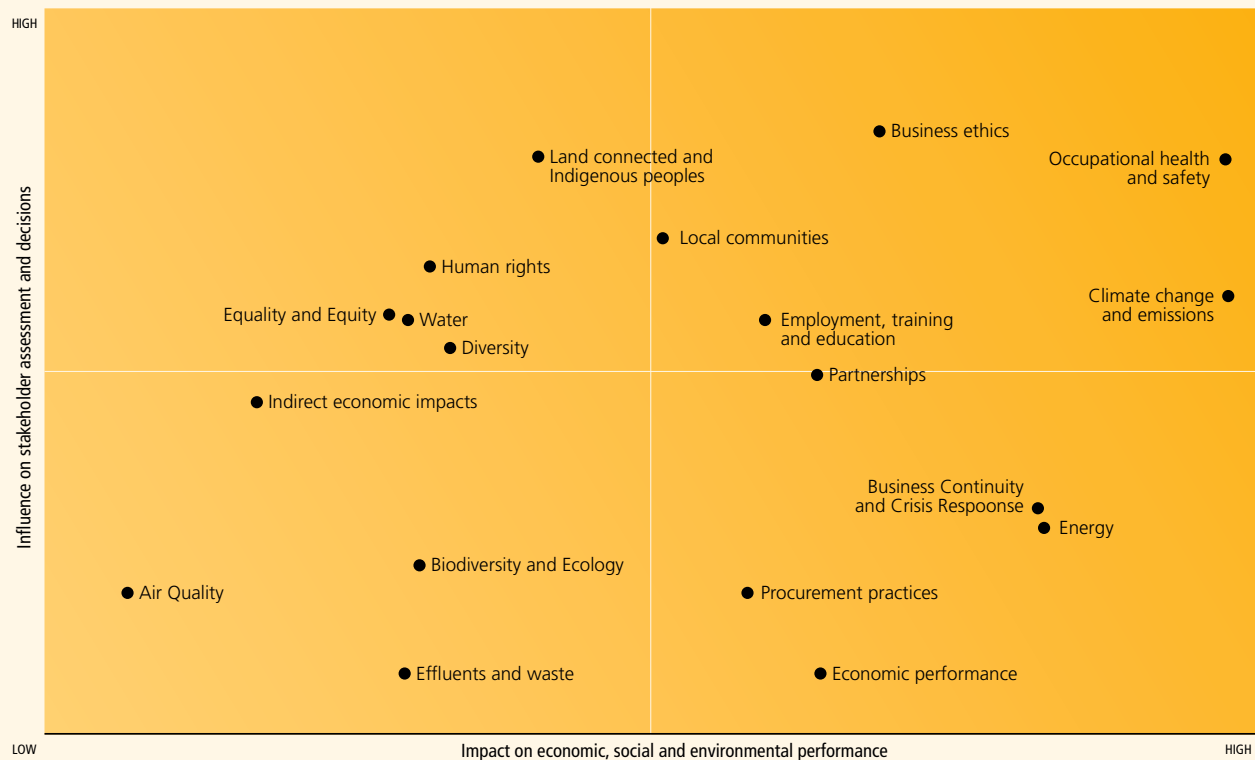 HIGH
Influence on stakeholder assessment and decisions
Business ethics
Land connected and
Indigenous peoples
Occupational health
and safety
Local communities
Human rights
Climate change
and emissions
Equality and Equity
Water
Employment, training
and education
Diversity
Partnerships
Indirect economic impacts
Business Continuity
and Crisis Respoonse
Energy
Biodiversity and Ecology
Air Quality
Procurement practices
Effluents and waste
Economic performance
LOW
Impact on economic, social and environmental performance
HIGH